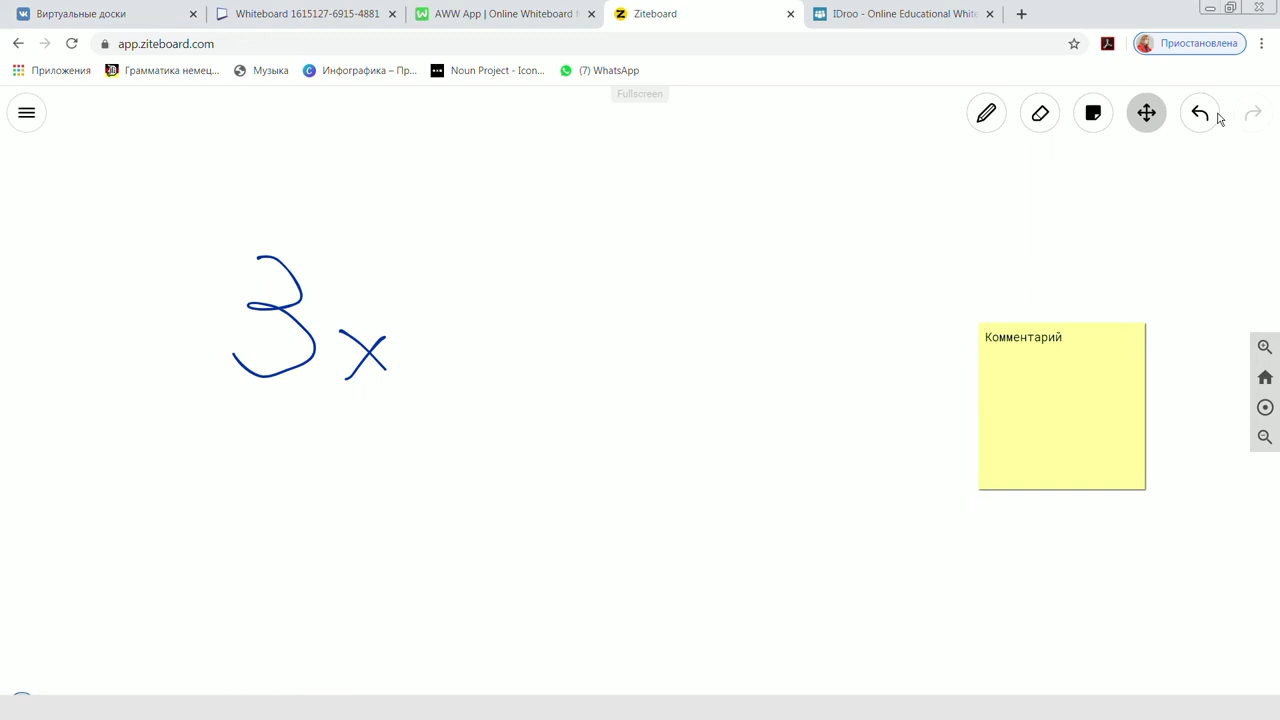 Виртуальные доски
Whiteboard 1615127-6915-4881
AWW App | Online Whiteboard
Ziteboard
IDroo - Online Educational White
app.ziteboard.com
Приостановлена
Приложения
Грамматика немец...
Музыка
Инфографика – Пр...
Noun Project - Icon...
(7) WhatsApp
Fullscreen
3x
Комментарий